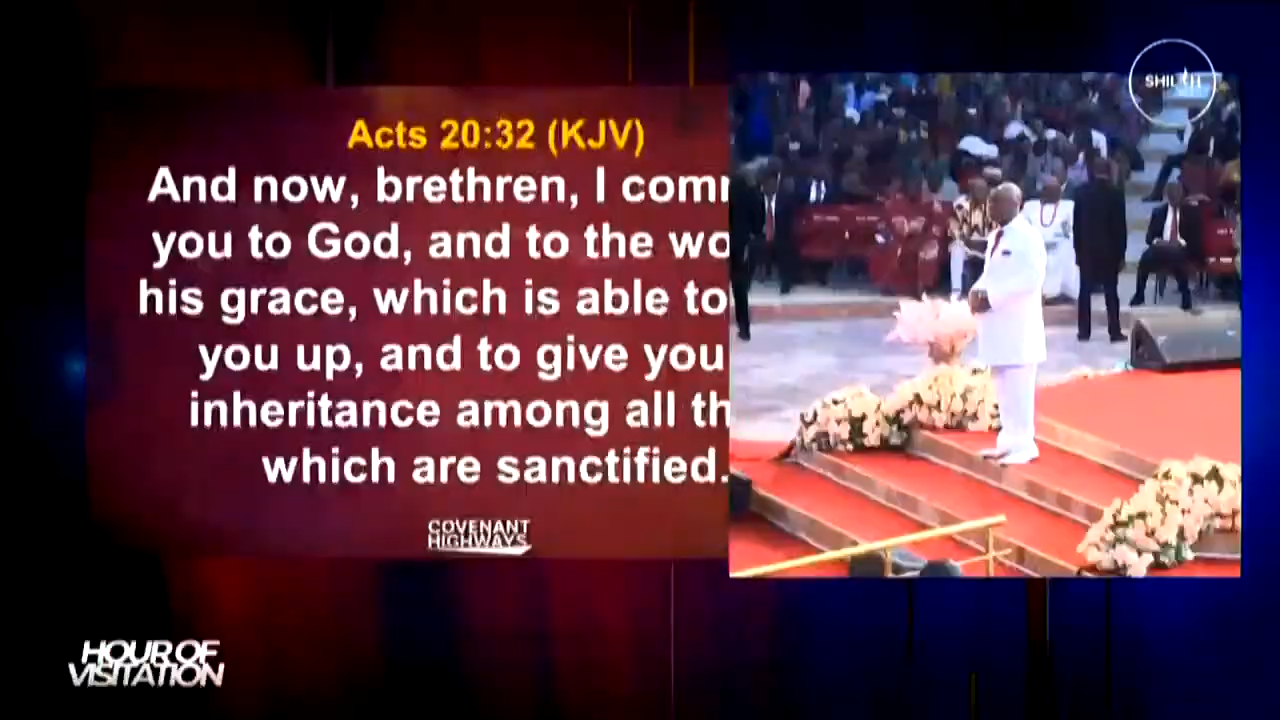 SHILOH
Acts 20:32 (KJV)
And now, brethren, I com
you to God, and to the wo
his grace, which is able to
you up, and to give you
inheritance among all th
which are sanctified.
COVENANT
HIGHWAYS
HOUR OF
VISITATION